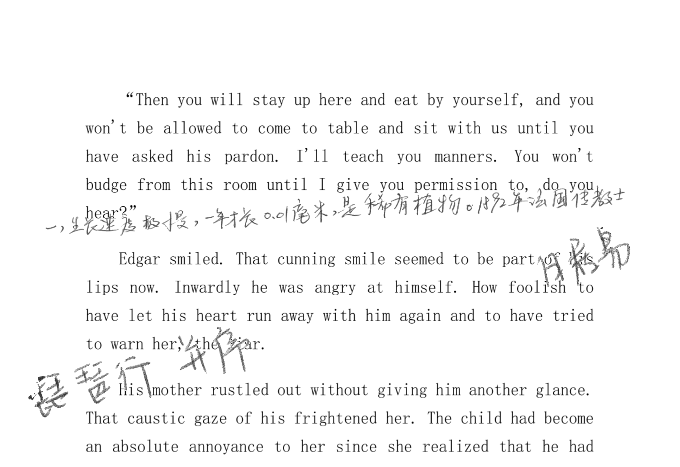 “Then you will stay up here and eat by yourself, and you
won't be allowed to come to table and sit with us until you
have asked his pardon. I'll teach you manners. You won't
budge from this room until I give you permission to, do you
hear?”
一,生长速度极慢,一年才长0.01毫米,是稀有植物。1892年法国传教士
Edgar smiled. That cunning smile seemed to be part of his
月彩易
lips now. Inwardly he was angry at himself. How foolish to
have let his heart run away with him again and to have tried
to warn her, the liar.
琵琶行 并序
His mother rustled out without giving him another glance.
That caustic gaze of his frightened her. The child had become
an absolute annoyance to her since she realized that he had